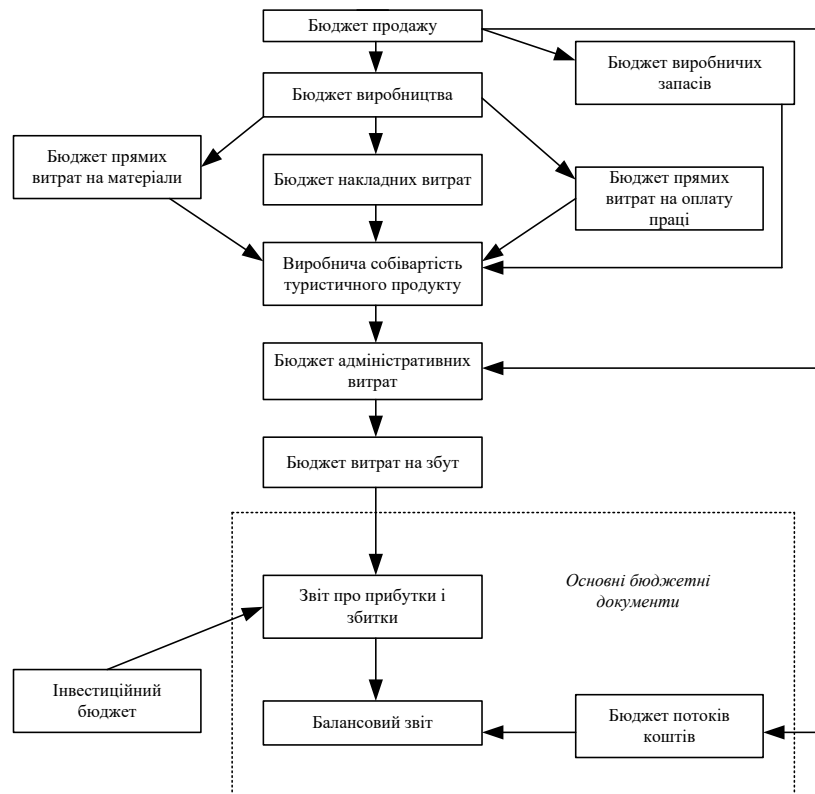 Бюджет продажу
Бюджет виробничих
запасів
Бюджет виробництва
Бюджет прямих
витрат на матеріали
Бюджет накладних витрат
Бюджет прямих
витрат на оплату
праці
Виробнича собівартість
туристичного продукту
Бюджет адміністративних
витрат
Бюджет витрат на збут
Основні бюджетні
документи
Звіт про прибутки і
збитки
Інвестиційний
бюджет
Балансовий звіт
Бюджет потоків
коштів